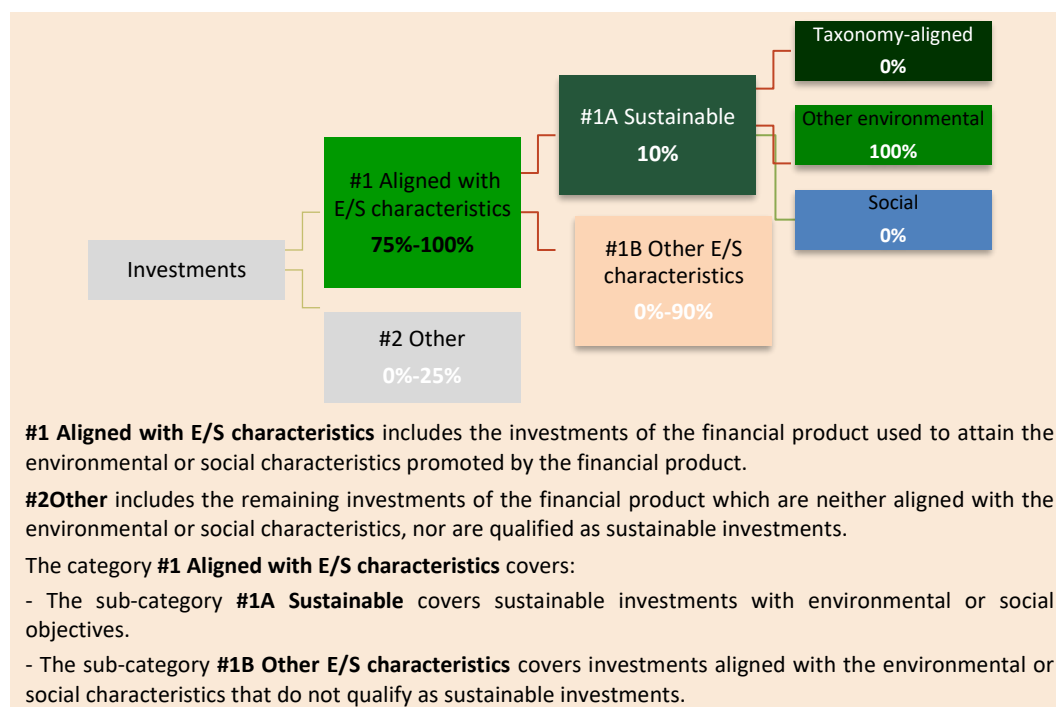 Taxonomy-aligned
0%
#1A Sustainable
10%
Other environmental
100%
#1 Aligned with
E/S characteristics
75%-100%
Social
0%
#1B Other E/S
characteristics
0%-90%
Investments
#2 Other
0%-25%
#1 Aligned with E/S characteristics includes the investments of the financial product used to attain the
environmental or social characteristics promoted by the financial product.
#2Other includes the remaining investments of the financial product which are neither aligned with the
environmental or social characteristics, nor are qualified as sustainable investments.
The category #1 Aligned with E/S characteristics covers:
- The sub-category #1A Sustainable covers sustainable investments with environmental or social
objectives.
- The sub-category #1B Other E/S characteristics covers investments aligned with the environmental or
social characteristics that do not qualify as sustainable investments.